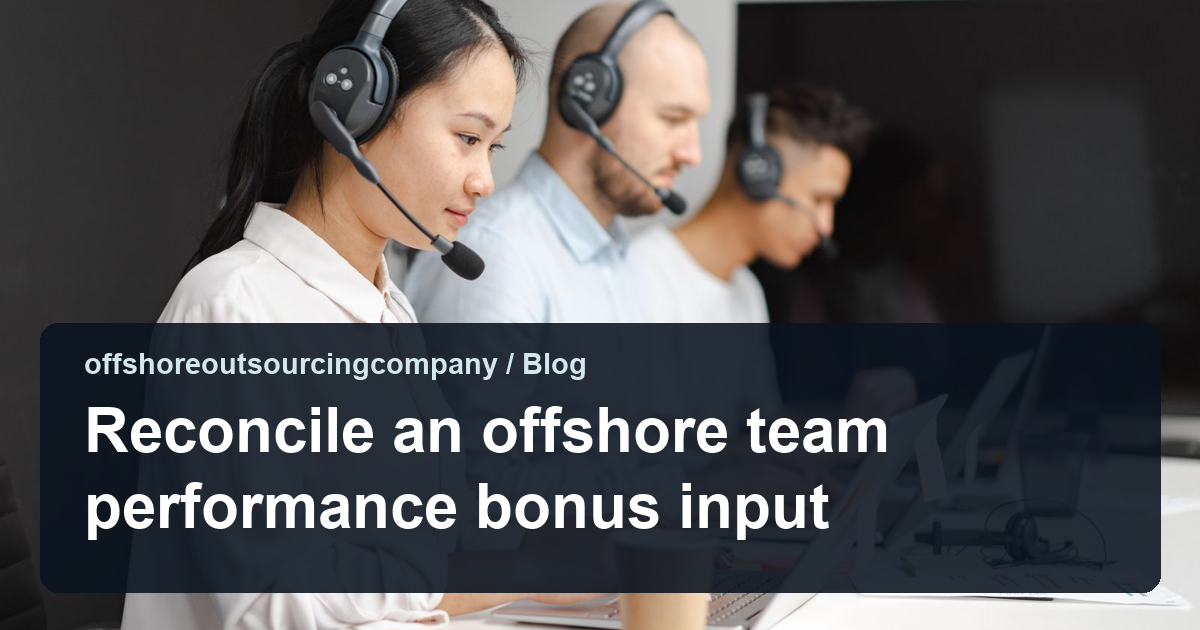 offshoreoutsourcingcompany / Blog
Reconcile an offshore team
performance bonus input